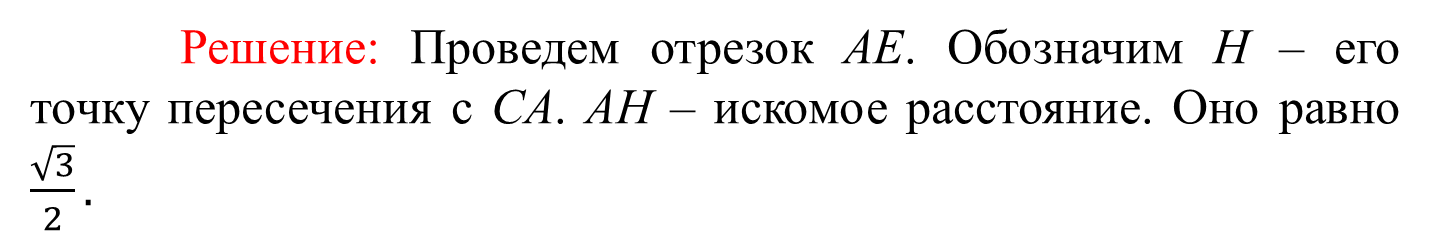 Решение: Проведем отрезок AE. Обозначим H – его
точку пересечения с CA. AH – искомое расстояние. Оно равно
√3/2.